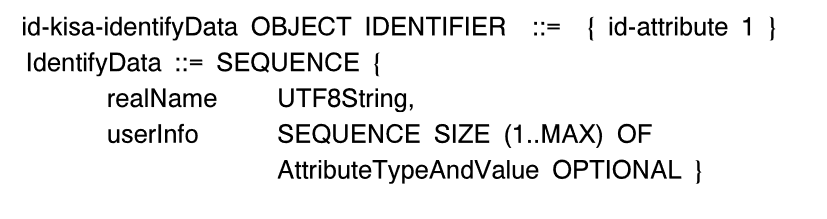 id-kisa-identifyData OBJECT IDENTIFIER ::= { id-attribute 1 }
IdentifyData ::= SEQUENCE {
realName UTF8String,
userInfo SEQUENCE SIZE (1..MAX) OF
AttributeTypeAndValue OPTIONAL }